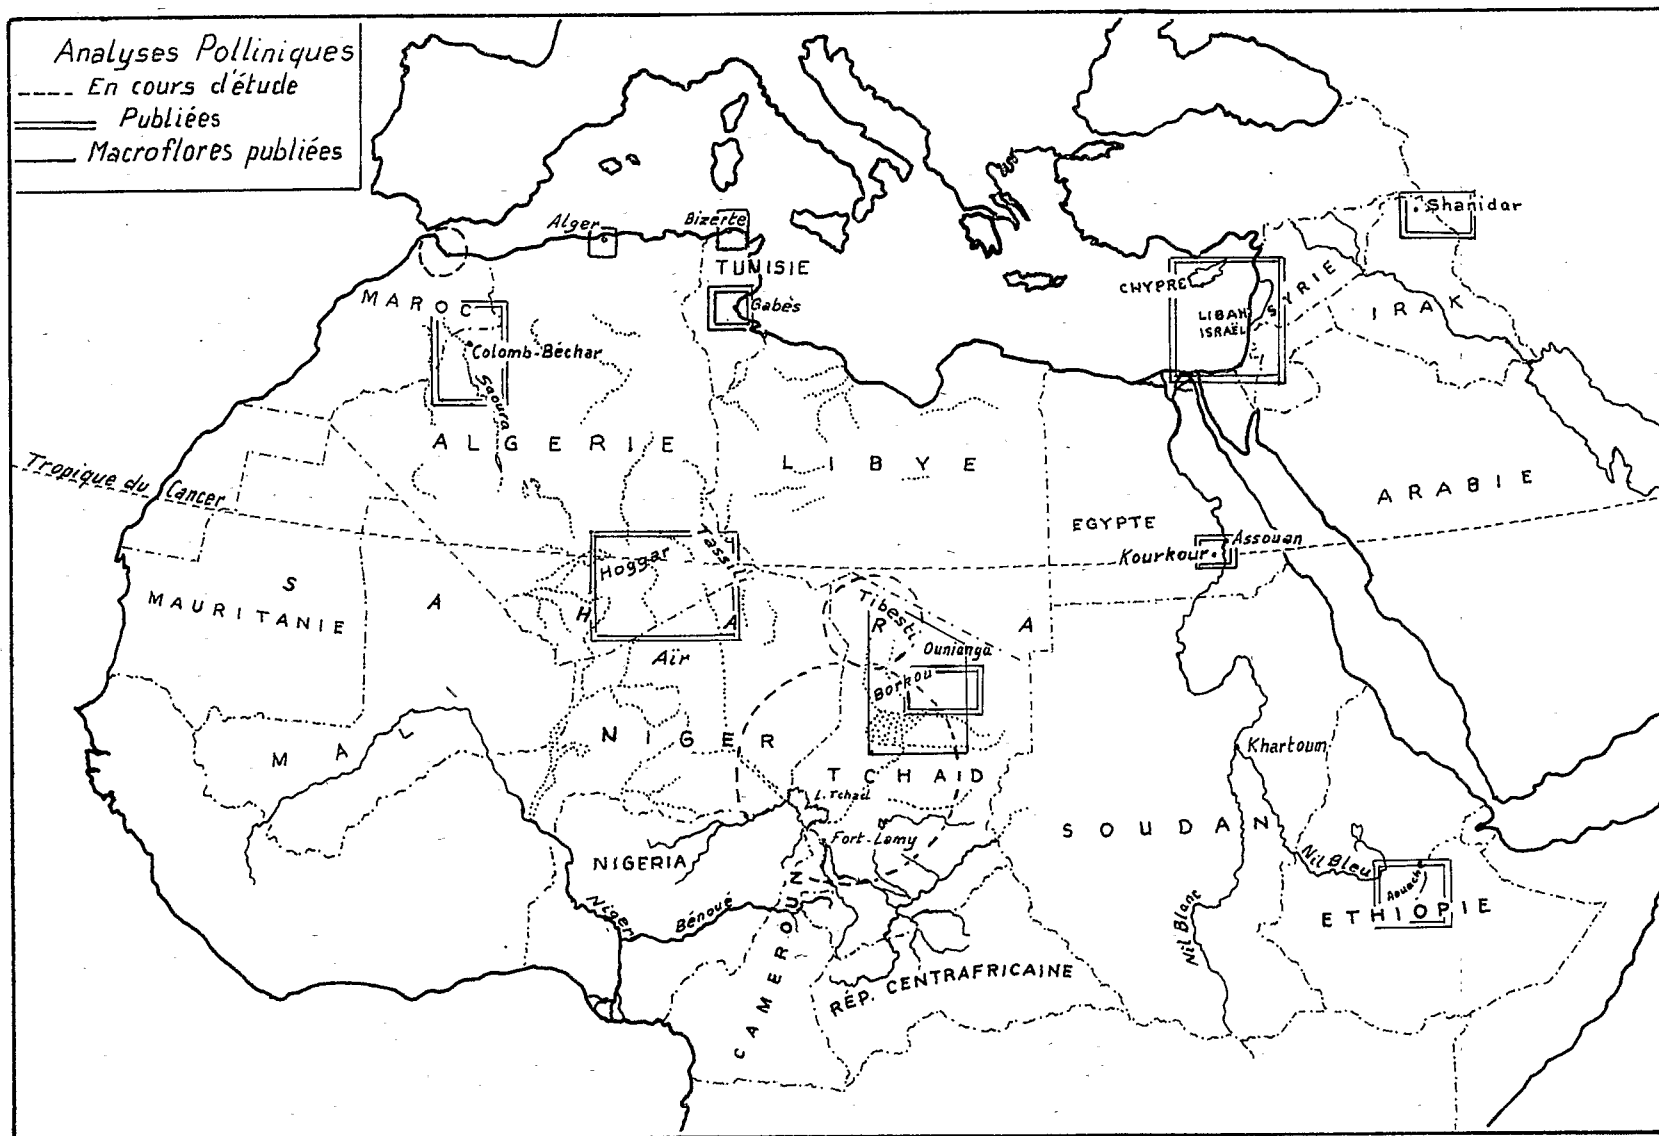 Analyses Polliniques
En cours d'étude
Publiées
Macroflores publiées
Shanidar
Alger
Bizerte
TUNISIE
CHYPRE
SYRIE
MAROC
Gabès
LIBAN
ISRAËL
IRAK
Colomb-Béchar
Saoura
ALGERIE
LIBYE
Tropique du Cancer
ARABIE
EGYPTE
Assouan
Kourkour
Tassili
Hoggar
SAHARA
MAURITANIE
Tibesti
Ounianga
Aïr
Borkou
MALI
NIGER
Khartoum
TCHAID
L. Tchad
SOUDAN
Fort-Lamy
NIGERIA
Nil Bleu
Aouache
ETHIOPIE
Niger
Bénoué
Nil Blanc
CAMEROUN
RÉP. CENTRAFRICAINE